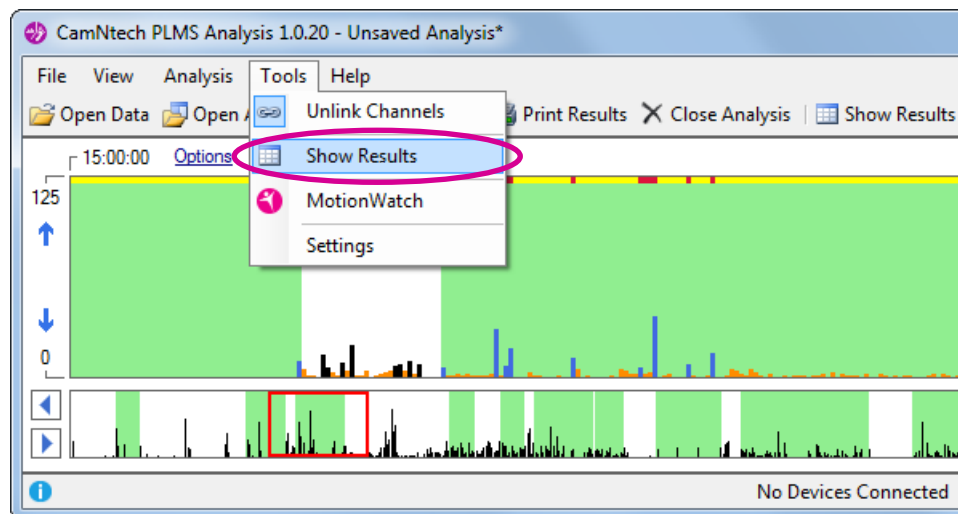 CamNtech PLMS Analysis 1.0.20 - Unsaved Analysis*
File View Analysis Tools Help
Open Data Open Unlink Channels Print Results Close Analysis Show Results
15:00:00 Options Show Results
125
MotionWatch
Settings
0
No Devices Connected